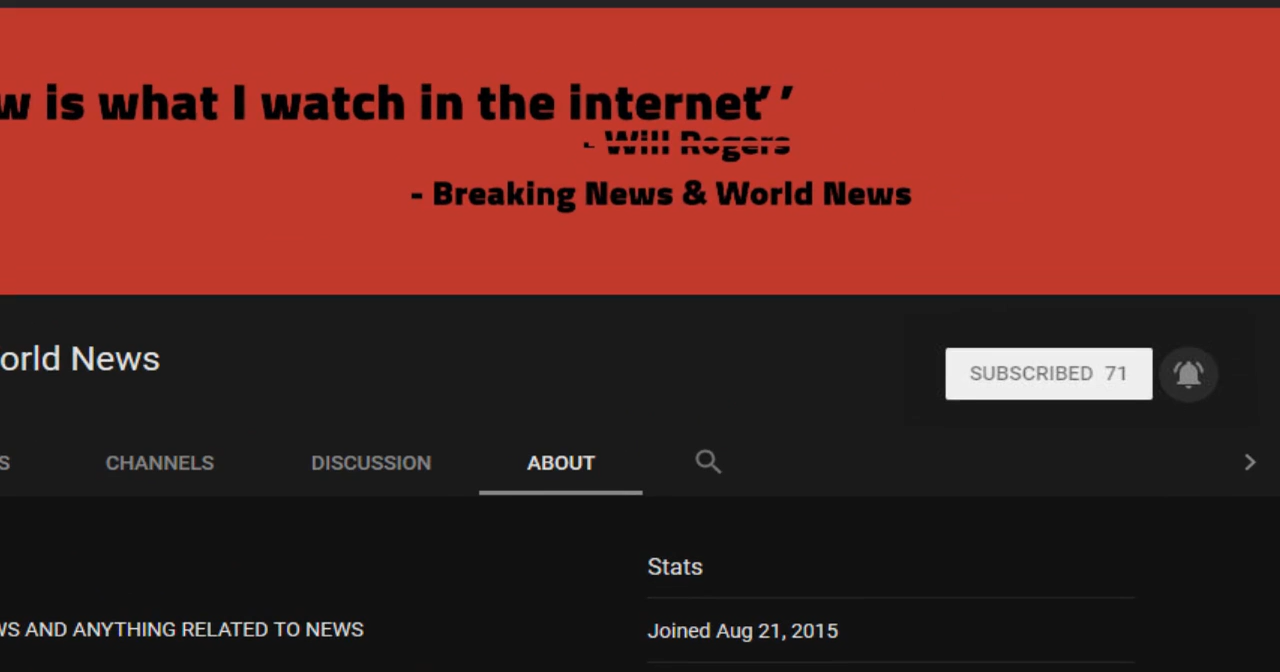 w is what I watch in the internet’’
- Will Rogers
- Breaking News & World News
orld News
SUBSCRIBED 71
S CHANNELS DISCUSSION ABOUT
Stats
WS AND ANYTHING RELATED TO NEWS
Joined Aug 21, 2015